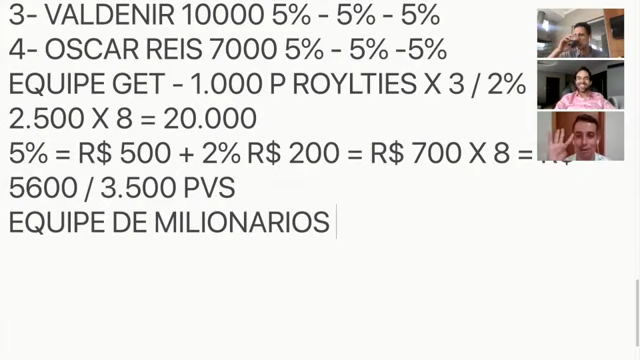 3- VALDENIR 10000 5% - 5% - 5%
4- OSCAR REIS 7000 5% - 5% -5%
EQUIPE GET - 1.000 P ROYLTIES X 3 / 2%
2.500 X 8 = 20.000
5% = R$ 500 + 2% R$ 200 = R$ 700 X 8 = R$
5600 / 3.500 PVS
EQUIPE DE MILIONARIOS